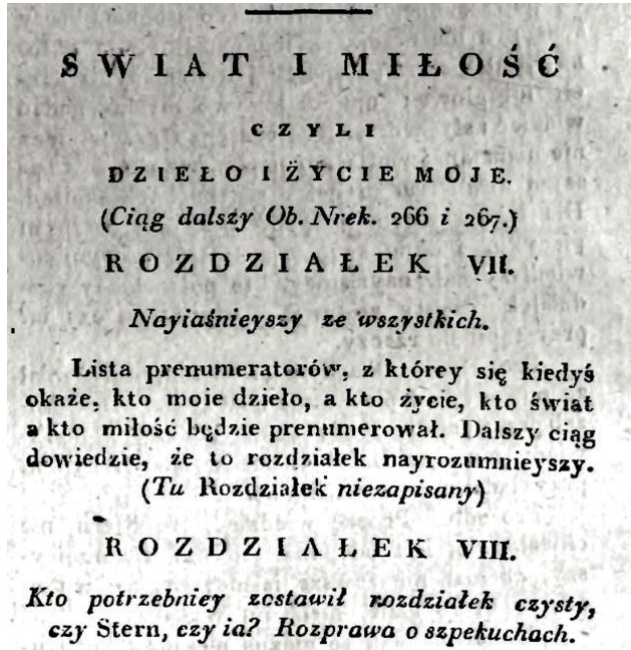 SWIAT I MIŁOŚĆ
CZYLI
DZIEŁO I ŻYCIE MOJE.
(Ciąg dalszy Ob. Nrek. 266 i 267.)
ROZDZIAŁEK VII.
Nayiaśnieyszy ze wszystkich.
Lista prenumeratorów, z którey się kiedyś
okaże, kto moie dzieło, a kto życie, kto świat
a kto miłość będzie prenumerował. Dalszy ciąg
dowiedzie, że to rozdziałek nayrozumnieyszy.
(Tu Rozdziałek niezapisany)
ROZDZIAŁEK VIII.
Kto potrzebniey zostawił rozdziałek czysty,
czy Stern, czy ia? Rozprawa o szpekuchach.